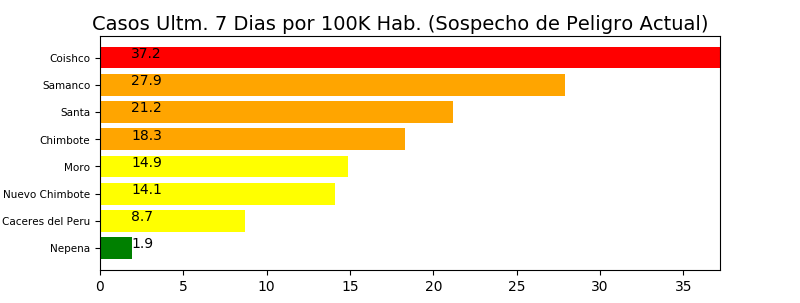 Casos Ultm. 7 Dias por 100K Hab. (Sospecho de Peligro Actual)
Coishco 37.2
Samanco 27.9
Santa 21.2
Chimbote 18.3
Moro 14.9
Nuevo Chimbote 14.1
Caceres del Peru 8.7
Nepena 1.9
0 5 10 15 20 25 30 35